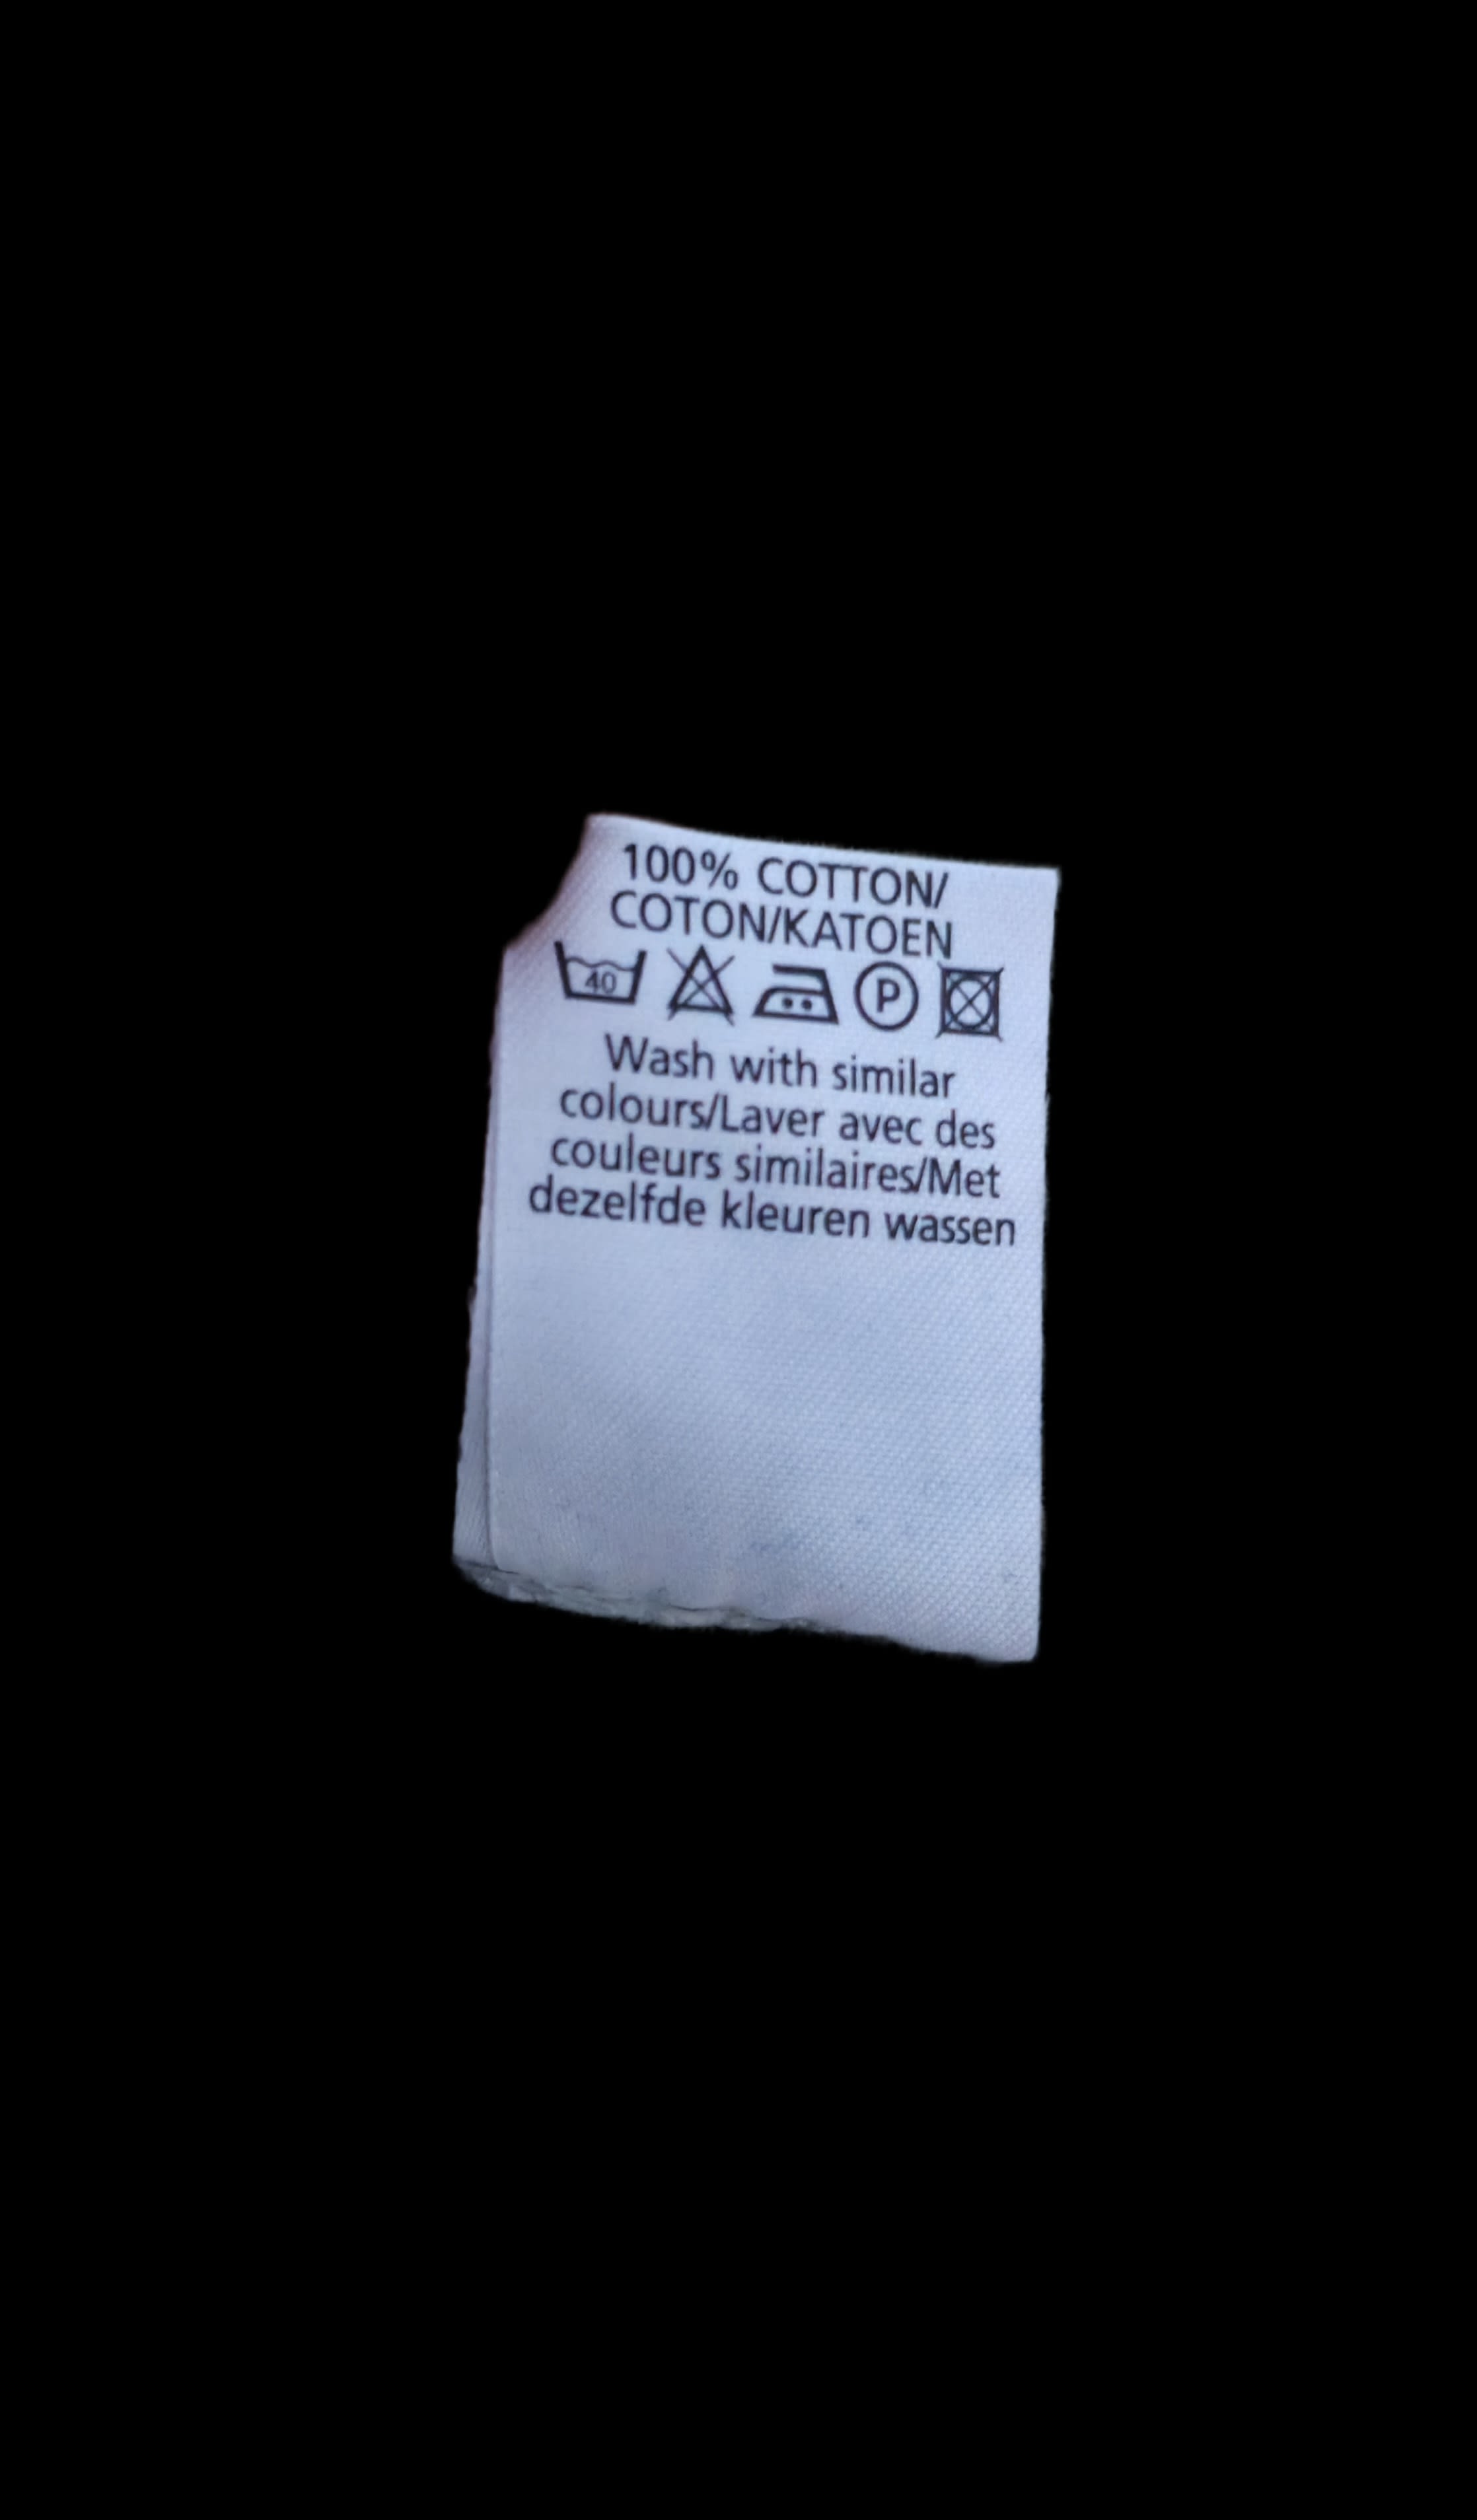 100% COTTON/
COTON/KATOEN
40 P
Wash with similar
colours/Laver avec des
couleurs similaires/Met
dezelfde kleuren wassen